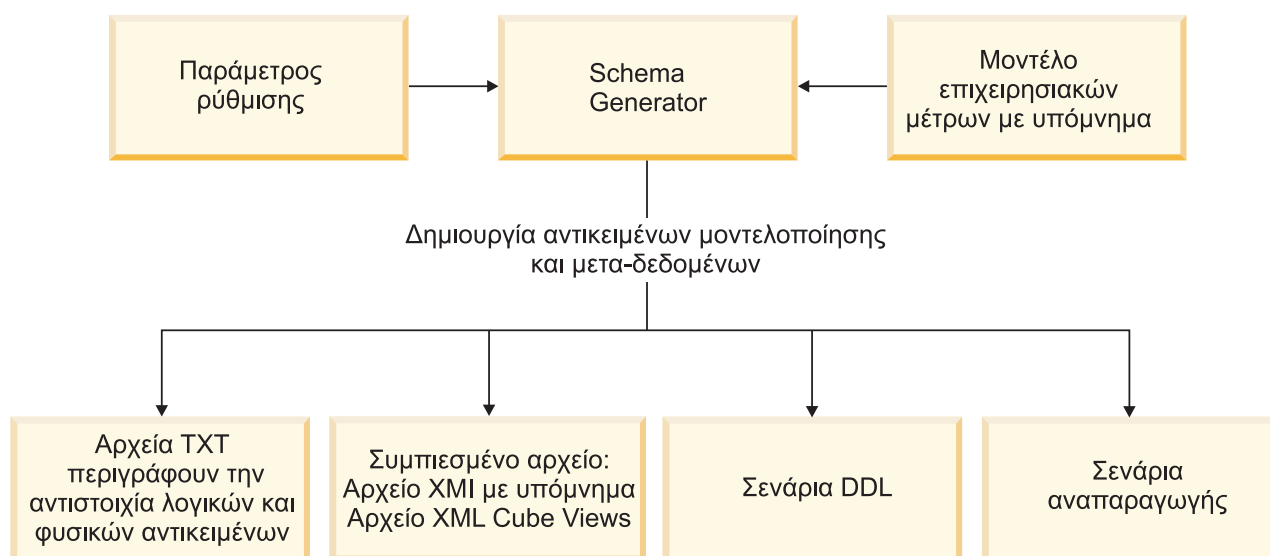 Παράμετρος
ρύθμισης
Schema
Generator
Μοντέλο
επιχειρησιακών
μέτρων με υπόμνημα
Δημιουργία αντικειμένων μοντελοποίησης
και μετα-δεδομένων
Αρχεία TXT
περιγράφουν την
αντιστοιχία λογικών και
φυσικών αντικειμένων
Συμπιεσμένο αρχείο:
Αρχείο XMI με υπόμνημα
Αρχείο XML Cube Views
Σενάρια DDL
Σενάρια
αναπαραγωγής